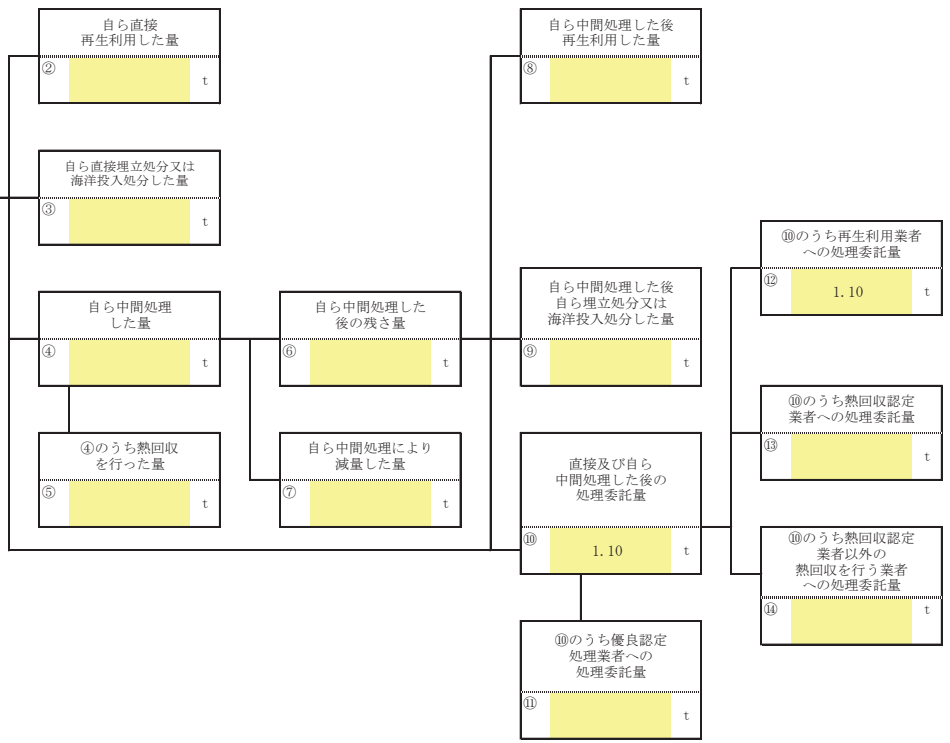 自ら直接
再生利用した量
②
t
自ら直接埋立処分又は
海洋投入処分した量
③
t
自ら中間処理
した量
④
t
④のうち熱回収
を行った量
⑤
t
自ら中間処理した
後の残さ量
⑥
t
自ら中間処理により
減量した量
⑦
t
自ら中間処理した後
再生利用した量
⑧
t
自ら中間処理した後
自ら埋立処分又は
海洋投入処分した量
⑨
t
直接及び自ら
中間処理した後の
処理委託量
⑩ 1.10 t
⑩のうち優良認定
処理業者への
処理委託量
⑪
t
⑩のうち再生利用業者
への処理委託量
⑫ 1.10 t
⑩のうち熱回収認定
業者への処理委託量
⑬
t
⑩のうち熱回収認定
業者以外の
熱回収を行う業者
への処理委託量
⑭
t